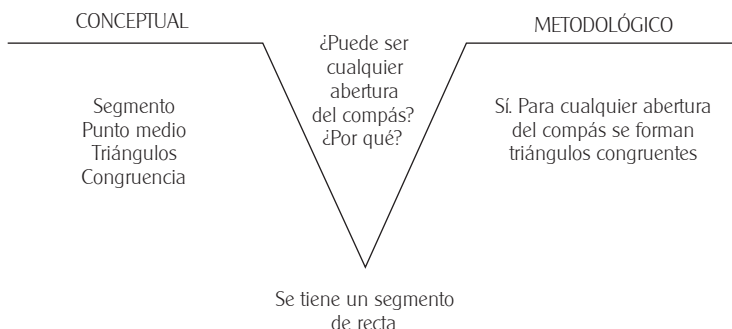 CONCEPTUAL
Segmento
Punto medio
Triángulos
Congruencia
¿Puede ser
cualquier
abertura
del compás?
¿Por qué?
METODOLÓGICO
Sí. Para cualquier abertura
del compás se forman
triángulos congruentes
Se tiene un segmento
de recta